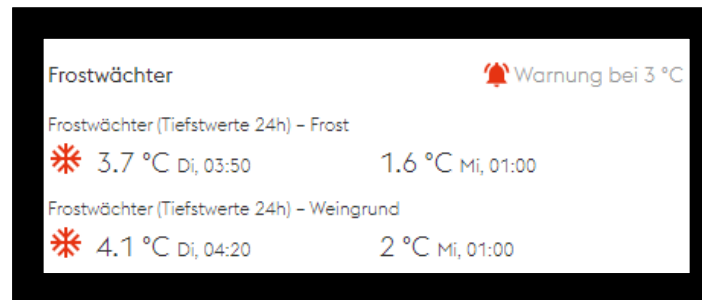 Frostwächter Warnung bei 3 °C
Frostwächter (Tiefstwerte 24h) – Frost
3.7 °C Di, 03:50 1.6 °C Mi, 01:00
Frostwächter (Tiefstwerte 24h) – Weingrund
4.1 °C Di, 04:20 2 °C Mi, 01:00